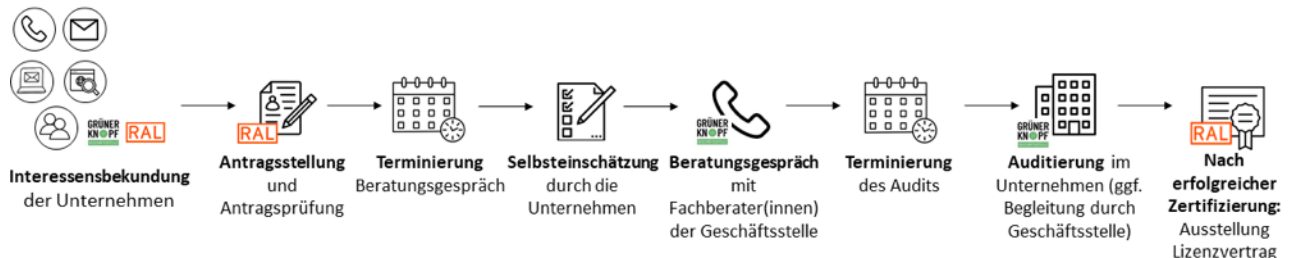 GRÜNER
KNOPF
RAL
Interessensbekundung
der Unternehmen
RAL
Antragsstellung
und
Antragsprüfung
Terminierung
Beratungsgespräch
Selbsteinschätzung
durch die
Unternehmen
GRÜNER
KNOPF
Beratungsgespräch
mit
Fachberater(innen)
der Geschäftsstelle
Terminierung
des Audits
GRÜNER
KNOPF
Auditierung im
Unternehmen (ggf.
Begleitung durch
Geschäftsstelle)
RAL
Nach
erfolgreicher
Zertifizierung:
Ausstellung
Lizenzvertrag